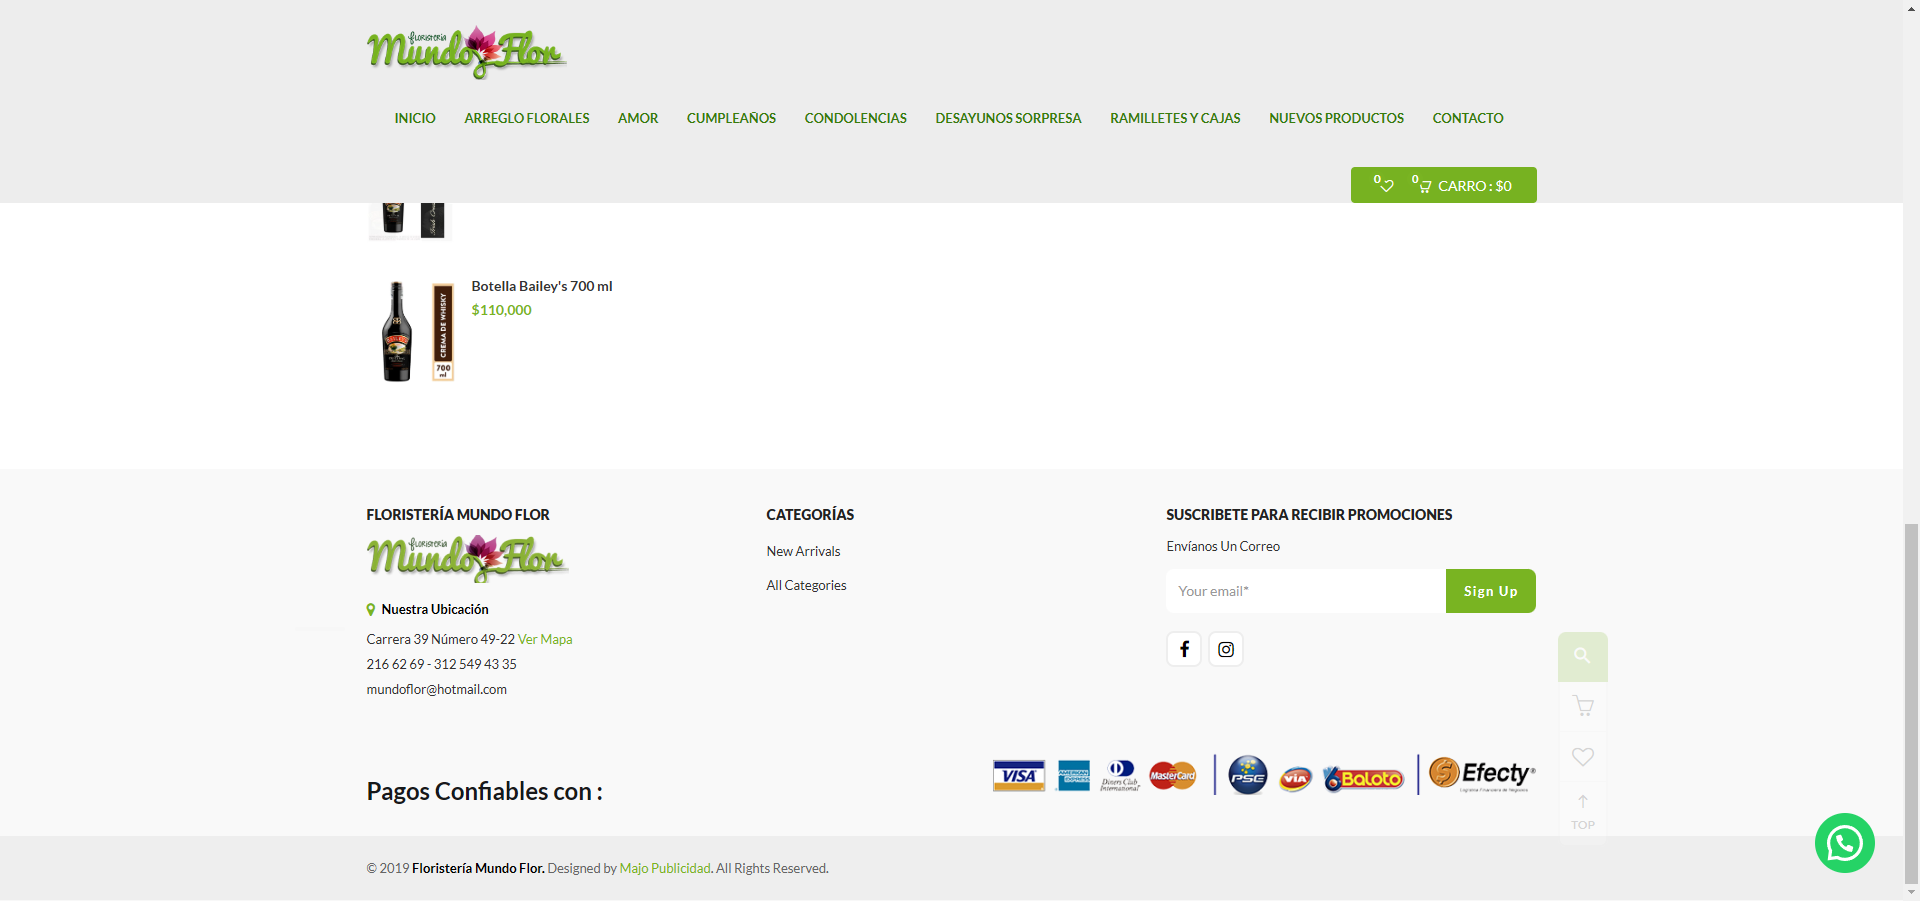 floristería
Mundo Flor
INICIO ARREGLO FLORALES AMOR CUMPLEAÑOS CONDOLENCIAS DESAYUNOS SORPRESA RAMILLETES Y CAJAS NUEVOS PRODUCTOS CONTACTO
0 0 CARRO : $0
Botella Bailey's 700 ml
$110,000
CREMA DE WHISKY
700
ml
FLORISTERÍA MUNDO FLOR
floristería
Mundo Flor
Nuestra Ubicación
Carrera 39 Número 49-22 Ver Mapa
216 62 69 - 312 549 43 35
mundoflor@hotmail.com
CATEGORÍAS
New Arrivals
All Categories
SUSCRIBETE PARA RECIBIR PROMOCIONES
Envíanos Un Correo
Your email*
Sign Up
TOP
Pagos Confiables con :
VISA AMERICAN EXPRESS Diners Club International MasterCard PSE VIA Baloto Efecty
© 2019 Floristería Mundo Flor. Designed by Majo Publicidad. All Rights Reserved.